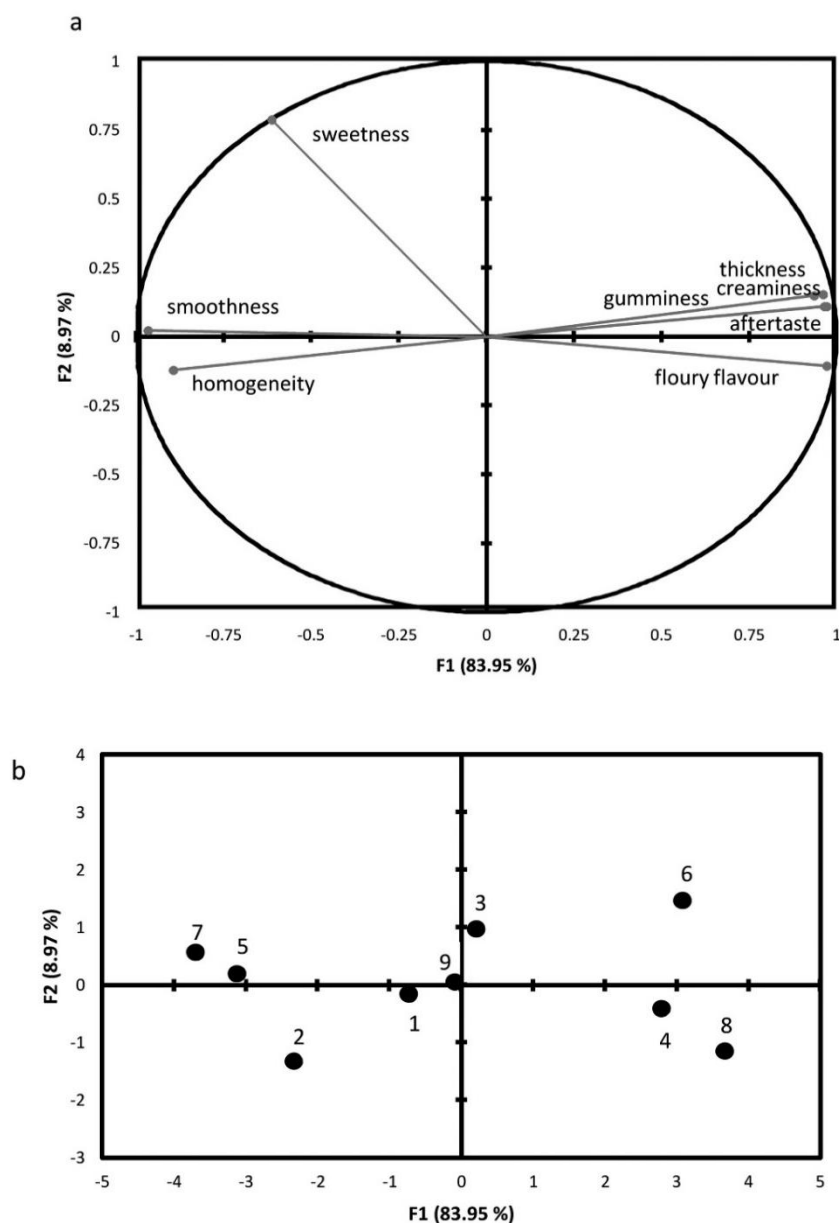 a
1
sweetness
0.75
0.5
0.25
thickness
smoothness
gumminess
creaminess
0
aftertaste
homogeneity
floury flavour
-0.25
-0.5
-0.75
-1
F2 (8.97 %)
-1 -0.75 -0.5 -0.25 0 0.25 0.5 0.75 1
F1 (83.95 %)
b
4
3
2
6
3
1
7
5
9
0
1
4
8
2
-1
-2
-3
F2 (8.97 %)
-5 -4 -3 -2 -1 0 1 2 3 4 5
F1 (83.95 %)